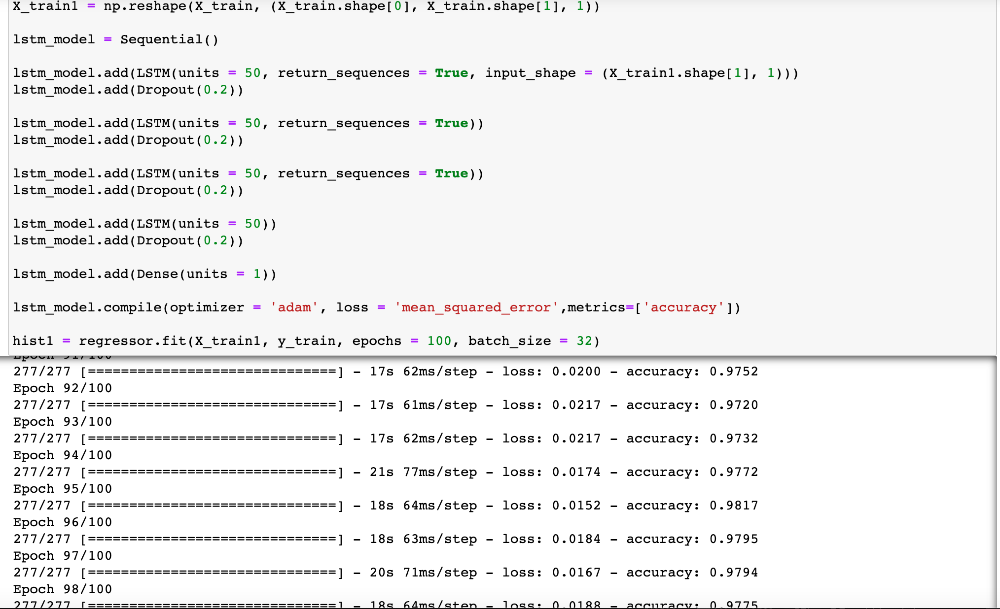 X_train1 = np.reshape(X_train, (X_train.shape[0], X_train.shape[1], 1))
lstm_model = Sequential()
lstm_model.add(LSTM(units = 50, return_sequences = True, input_shape = (X_train1.shape[1], 1)))
lstm_model.add(Dropout(0.2))
lstm_model.add(LSTM(units = 50, return_sequences = True))
lstm_model.add(Dropout(0.2))
lstm_model.add(LSTM(units = 50, return_sequences = True))
lstm_model.add(Dropout(0.2))
lstm_model.add(LSTM(units = 50))
lstm_model.add(Dropout(0.2))
lstm_model.add(Dense(units = 1))
lstm_model.compile(optimizer = 'adam', loss = 'mean_squared_error',metrics=['accuracy'])
hist1 = regressor.fit(X_train1, y_train, epochs = 100, batch_size = 32)
Epoch 91/100
277/277 [==============================] - 17s 62ms/step - loss: 0.0200 - accuracy: 0.9752
Epoch 92/100
277/277 [==============================] - 17s 61ms/step - loss: 0.0217 - accuracy: 0.9720
Epoch 93/100
277/277 [==============================] - 17s 62ms/step - loss: 0.0217 - accuracy: 0.9732
Epoch 94/100
277/277 [==============================] - 21s 77ms/step - loss: 0.0174 - accuracy: 0.9772
Epoch 95/100
277/277 [==============================] - 18s 64ms/step - loss: 0.0152 - accuracy: 0.9817
Epoch 96/100
277/277 [==============================] - 18s 63ms/step - loss: 0.0184 - accuracy: 0.9795
Epoch 97/100
277/277 [==============================] - 20s 71ms/step - loss: 0.0167 - accuracy: 0.9794
Epoch 98/100
277/277 [==============================] - 18s 64ms/step - loss: 0.0188 - accuracy: 0.9775